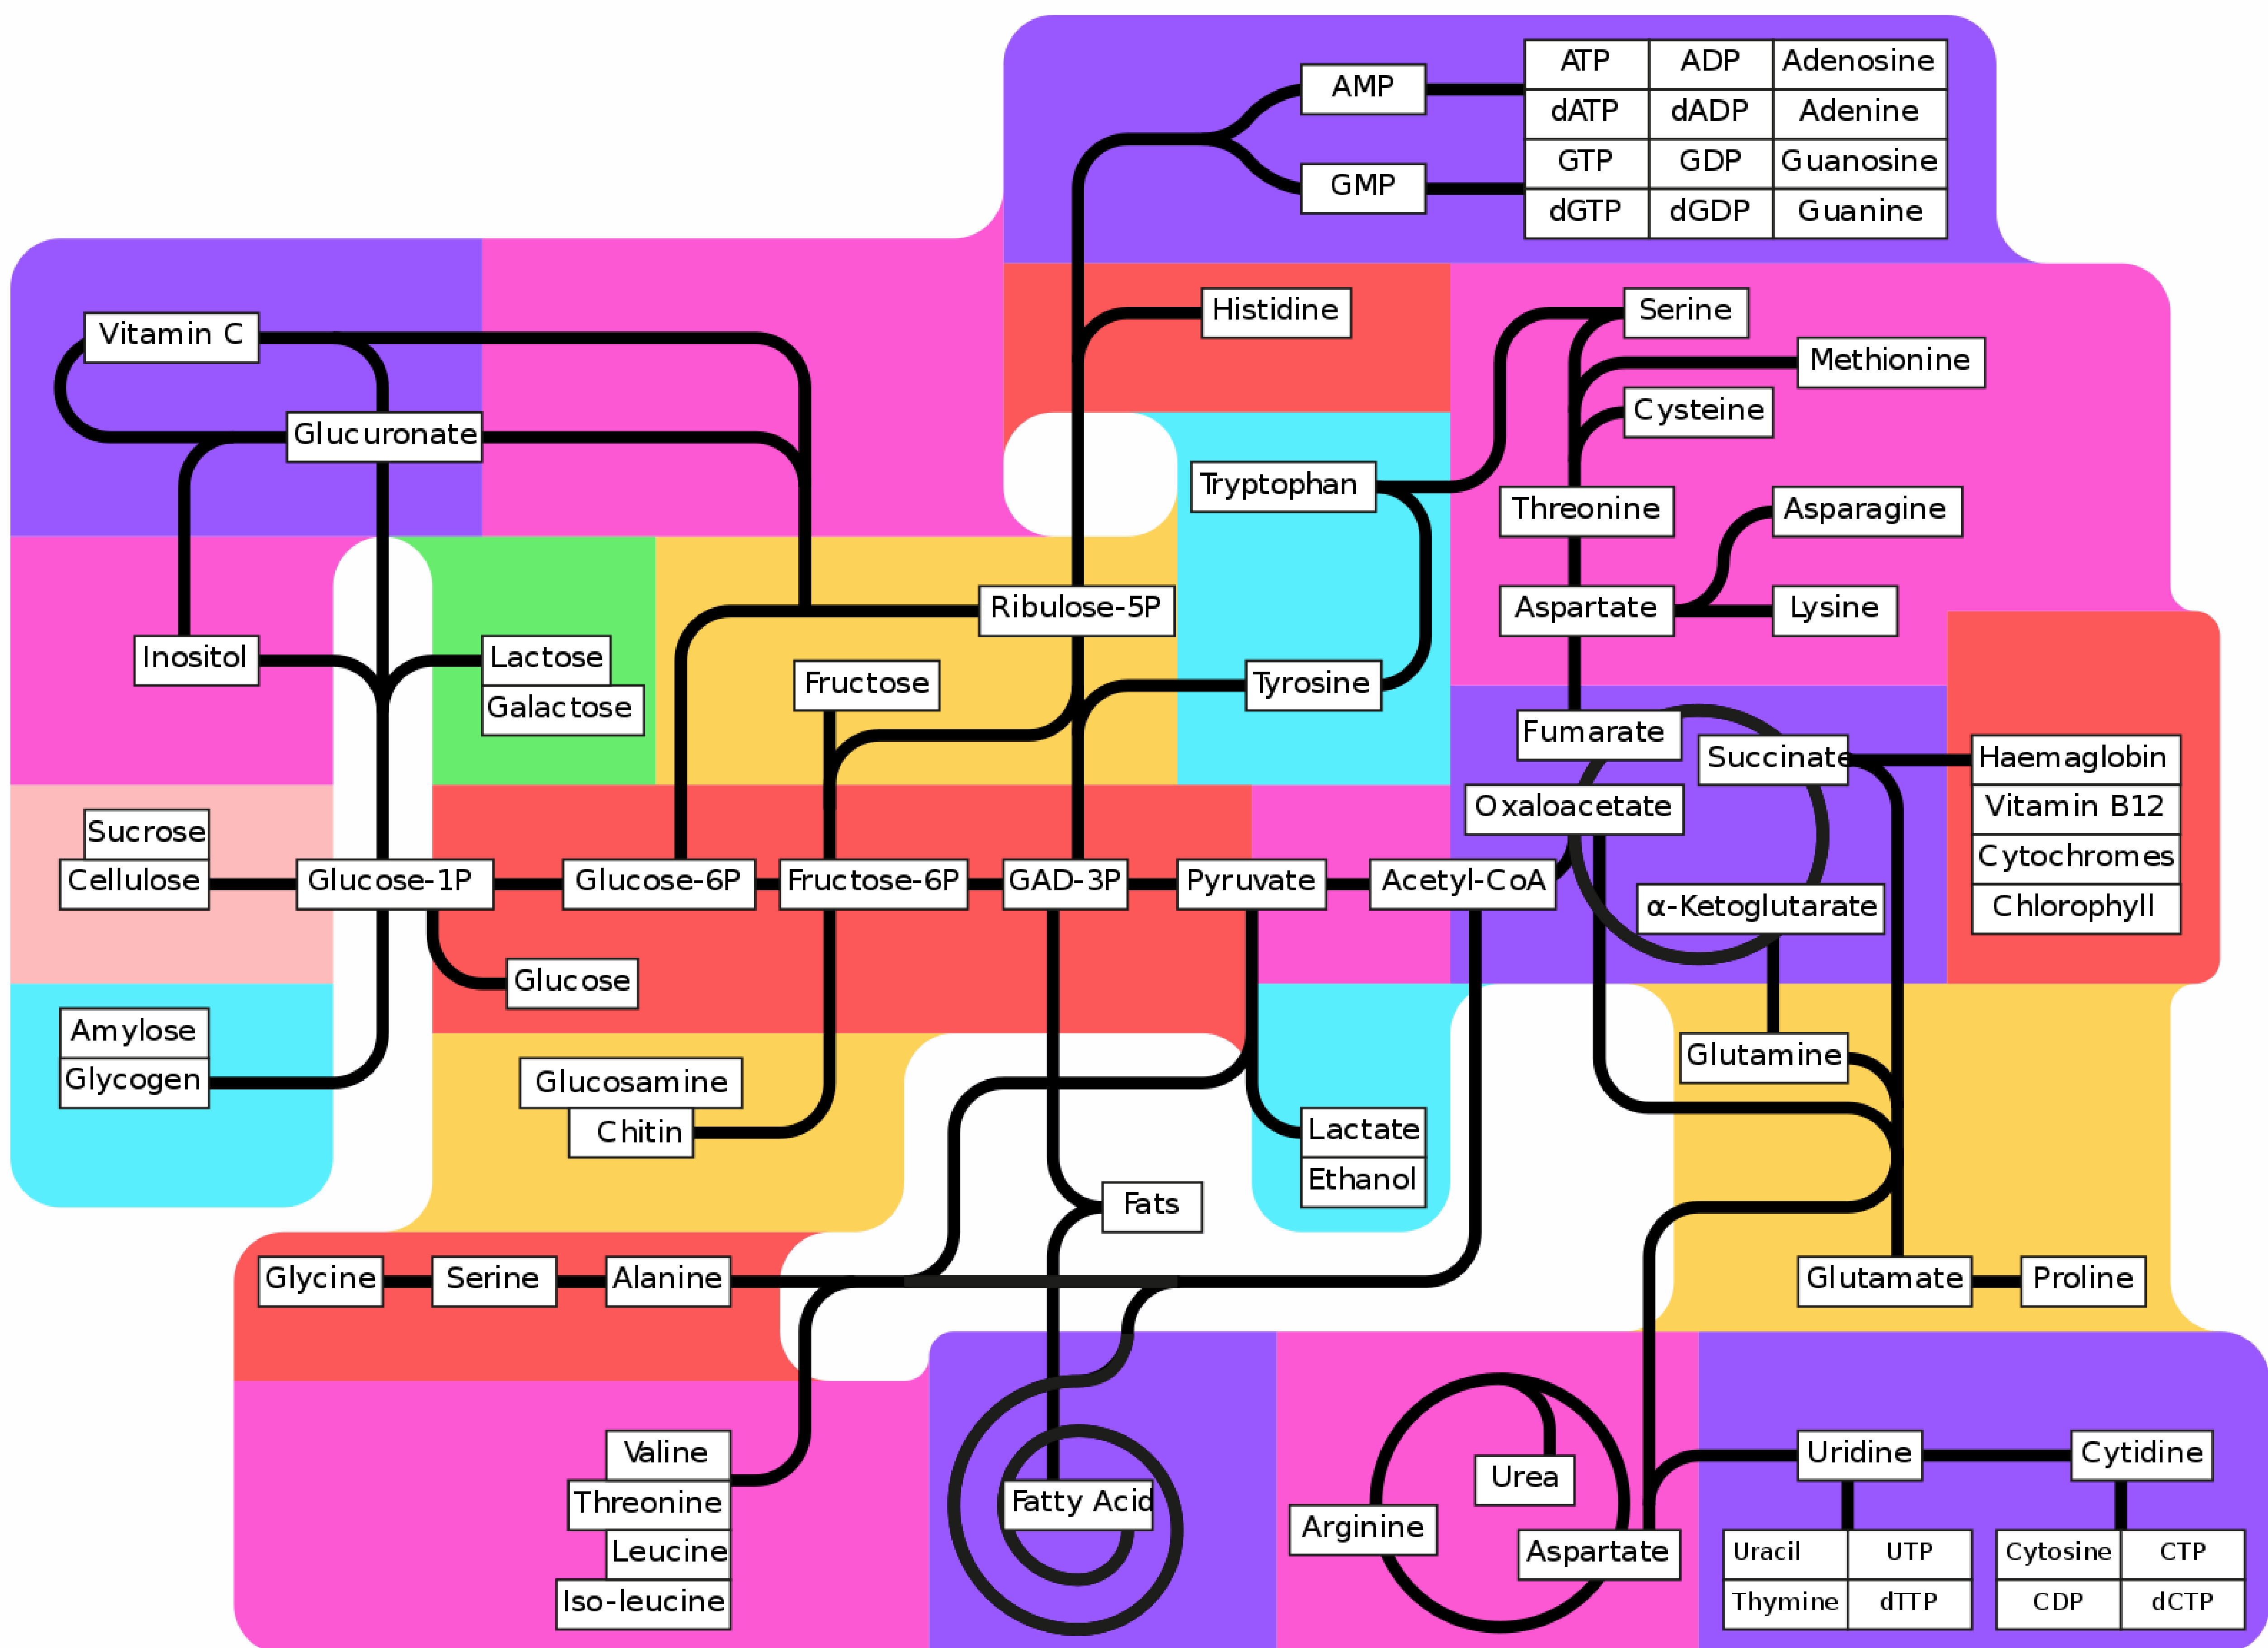 ATP ADP Adenosine
AMP
dATP dADP Adenine
GTP GDP Guanosine
GMP
dGTP dGDP Guanine
Histidine
Serine
Vitamin C
Methionine
Cysteine
Glucuronate
Tryptophan
Threonine
Asparagine
Ribulose-5P
Aspartate
Lysine
Inositol
Lactose
Galactose
Fructose
Tyrosine
Fumarate
Succinate
Haemaglobin
Oxaloacetate
Vitamin B12
Sucrose
Cytochromes
Cellulose
Glucose-1P
Glucose-6P
Fructose-6P
GAD-3P
Pyruvate
Acetyl-CoA
α-Ketoglutarate
Chlorophyll
Glucose
Amylose
Glycogen
Glucosamine
Chitin
Glutamine
Lactate
Ethanol
Fats
Glycine
Serine
Alanine
Glutamate
Proline
Valine
Threonine
Leucine
Iso-leucine
Fatty Acid
Urea
Arginine
Aspartate
Uridine
Cytidine
Uracil UTP
Thymine dTTP
Cytosine CTP
CDP dCTP